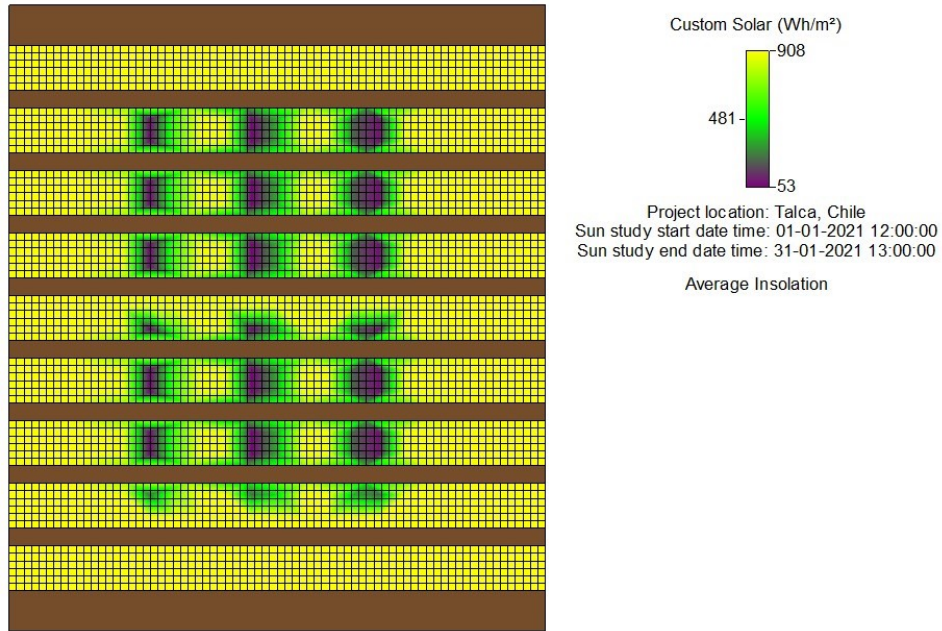 Custom Solar (Wh/m²)
908
481
53
Project location: Talca, Chile
Sun study start date time: 01-01-2021 12:00:00
Sun study end date time: 31-01-2021 13:00:00
Average Insolation